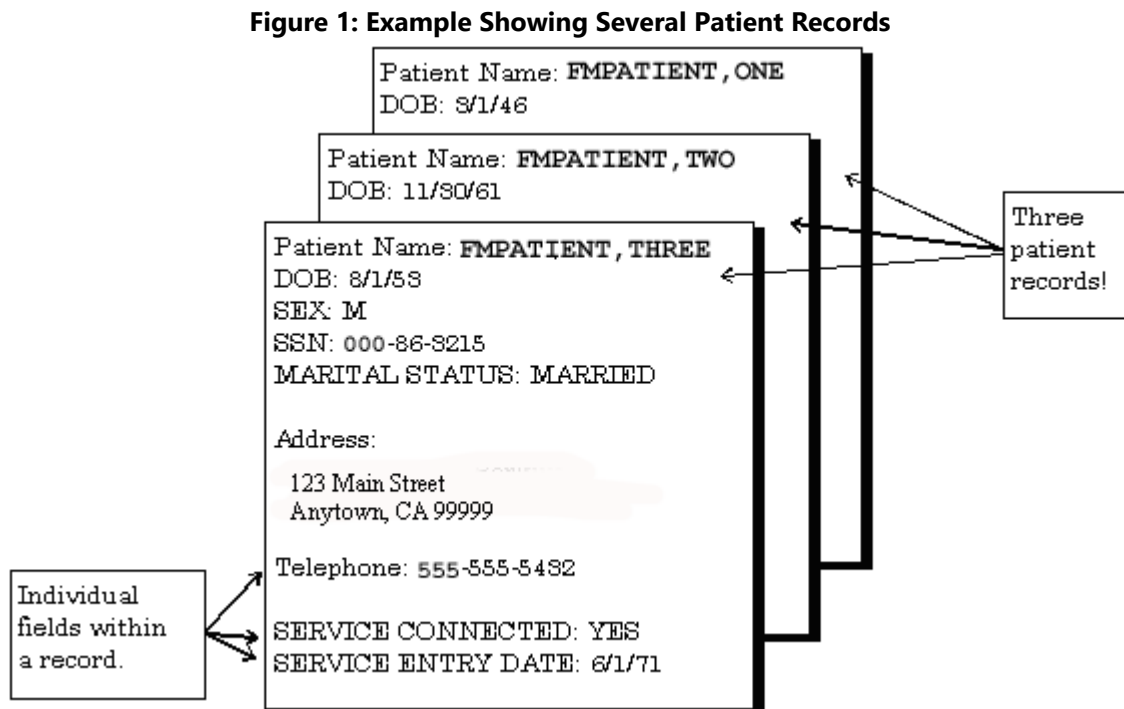 Figure 1: Example Showing Several Patient Records
Patient Name: FMPATIENT,ONE
DOB: 3/1/46
Patient Name: FMPATIENT,TWO
DOB: 11/30/61
Patient Name: FMPATIENT,THREE
DOB: 8/1/53
SEX: M
SSN: 000-86-3215
MARITAL STATUS: MARRIED
Address:
123 Main Street
Anytown, CA 99999
Telephone: 555-555-5432
SERVICE CONNECTED: YES
SERVICE ENTRY DATE: 6/1/71
Three
patient
records!
Individual
fields within
a record.